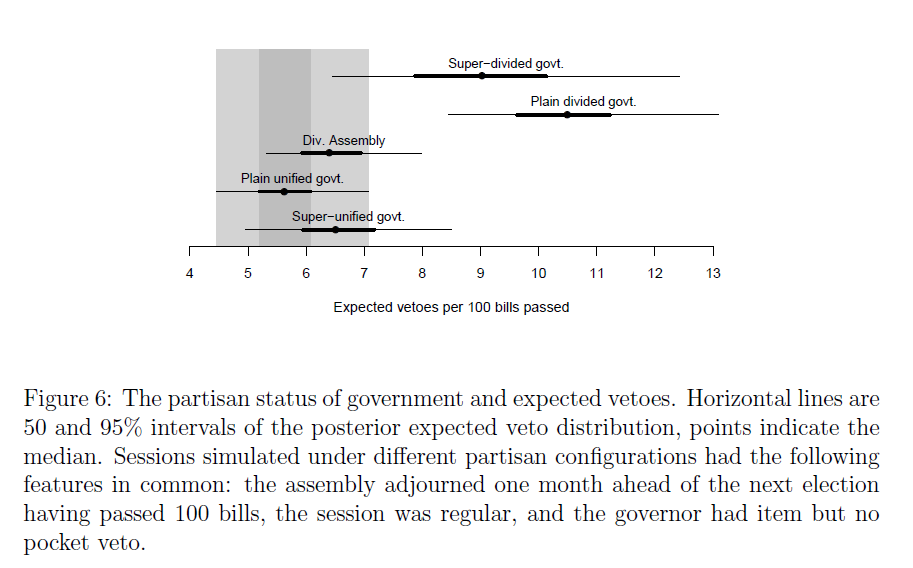 Super−divided govt.
Plain divided govt.
Div. Assembly
Plain unified govt.
Super−unified govt.
4 5 6 7 8 9 10 11 12 13
Expected vetoes per 100 bills passed
Figure 6: The partisan status of government and expected vetoes. Horizontal lines are
50 and 95% intervals of the posterior expected veto distribution, points indicate the
median. Sessions simulated under different partisan configurations had the following
features in common: the assembly adjourned one month ahead of the next election
having passed 100 bills, the session was regular, and the governor had item but no
pocket veto.